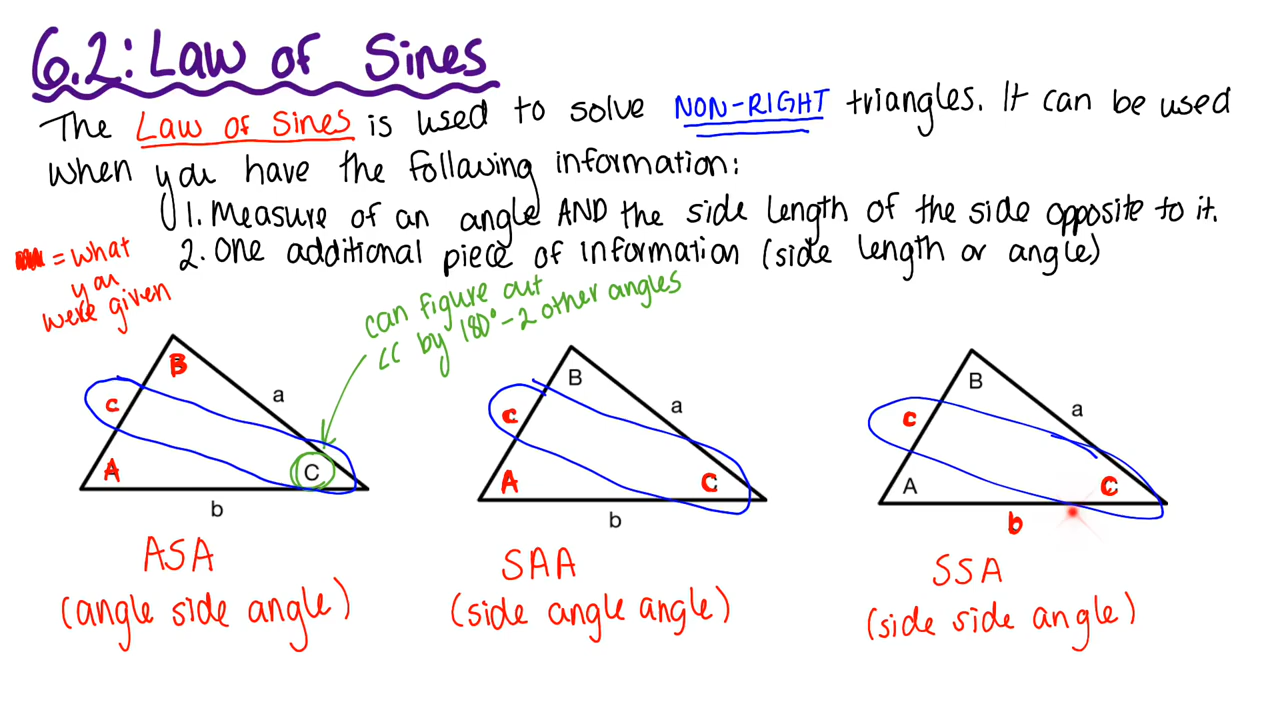 6.2: Law of Sines
The Law of Sines is used to solve NON-RIGHT triangles. It can be used
when you have the following information:
1. Measure of an angle AND the side length of the side opposite to it.
2. One additional piece of information (side length or angle)
= what
you
were given
can figure out
∠C by 180° - 2 other angles
B
c
a
A
C
b
ASA
(angle side angle)
B
c
a
A
C
b
SAA
(side angle angle)
B
c
a
A
C
b
SSA
(side side angle)